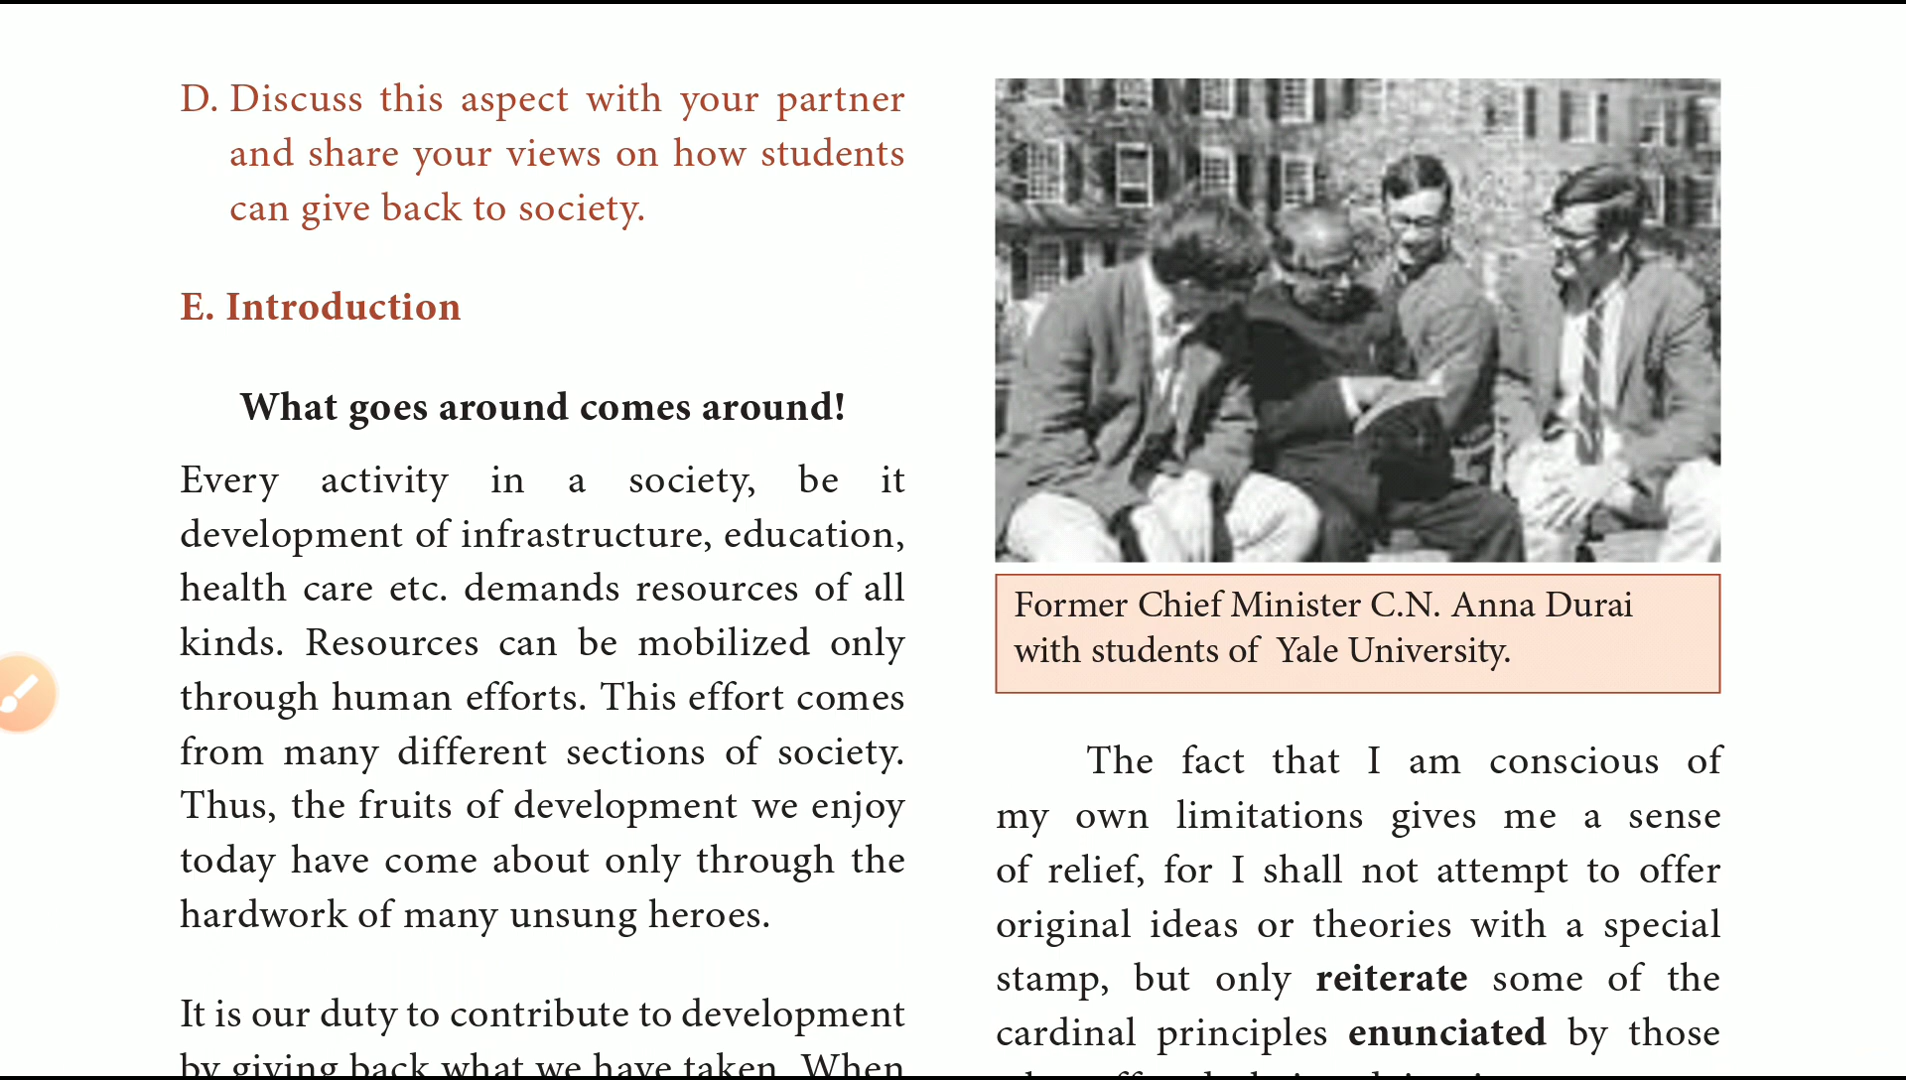 D. Discuss this aspect with your partner
and share your views on how students
can give back to society.
E. Introduction
What goes around comes around!
Every activity in a society, be it
development of infrastructure, education,
health care etc. demands resources of all
kinds. Resources can be mobilized only
through human efforts. This effort comes
from many different sections of society.
Thus, the fruits of development we enjoy
today have come about only through the
hardwork of many unsung heroes.
It is our duty to contribute to development
by giving back what we have taken. When
Former Chief Minister C.N. Anna Durai
with students of Yale University.
The fact that I am conscious of
my own limitations gives me a sense
of relief, for I shall not attempt to offer
original ideas or theories with a special
stamp, but only reiterate some of the
cardinal principles enunciated by those